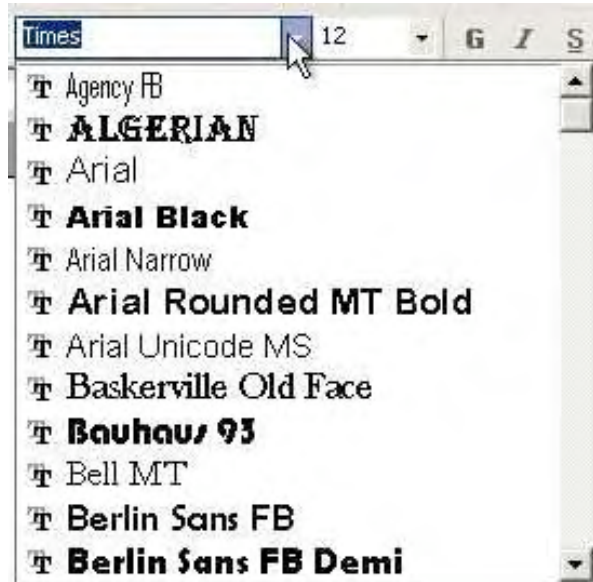 Times 12 G I S
Agency FB
ALGERIAN
Arial
Arial Black
Arial Narrow
Arial Rounded MT Bold
Arial Unicode MS
Baskerville Old Face
Bauhaus 93
Bell MT
Berlin Sans FB
Berlin Sans FB Demi